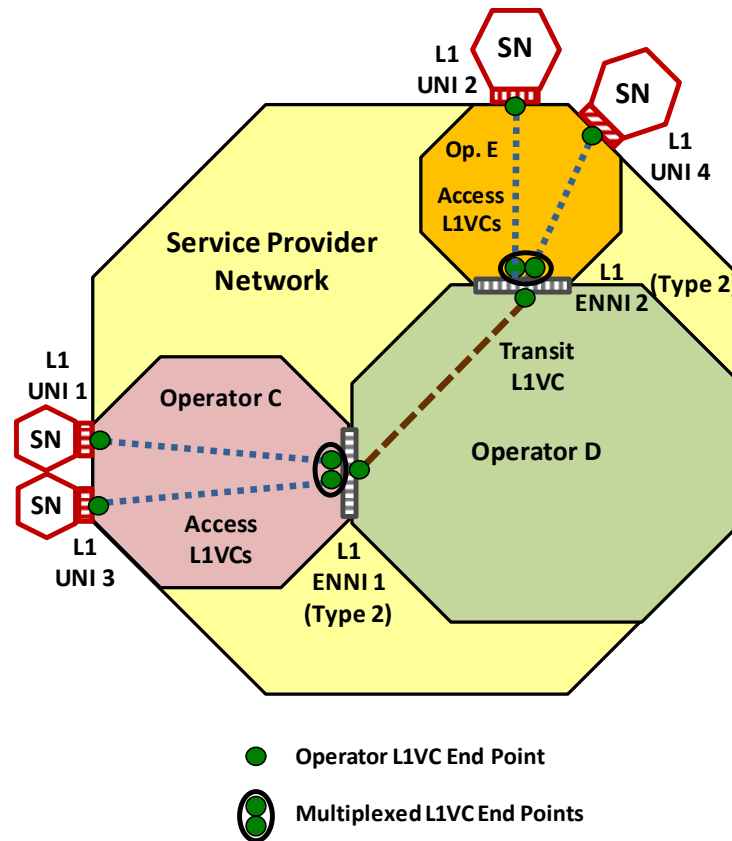 SN
L1
UNI 2
SN
L1
UNI 4
Op. E
Access
L1VCs
Service Provider
Network
L1
ENNI 2
(Type 2)
Transit
L1VC
L1
UNI 1
Operator C
SN
Operator D
SN
Access
L1VCs
L1
UNI 3
L1
ENNI 1
(Type 2)
Operator L1VC End Point
Multiplexed L1VC End Points